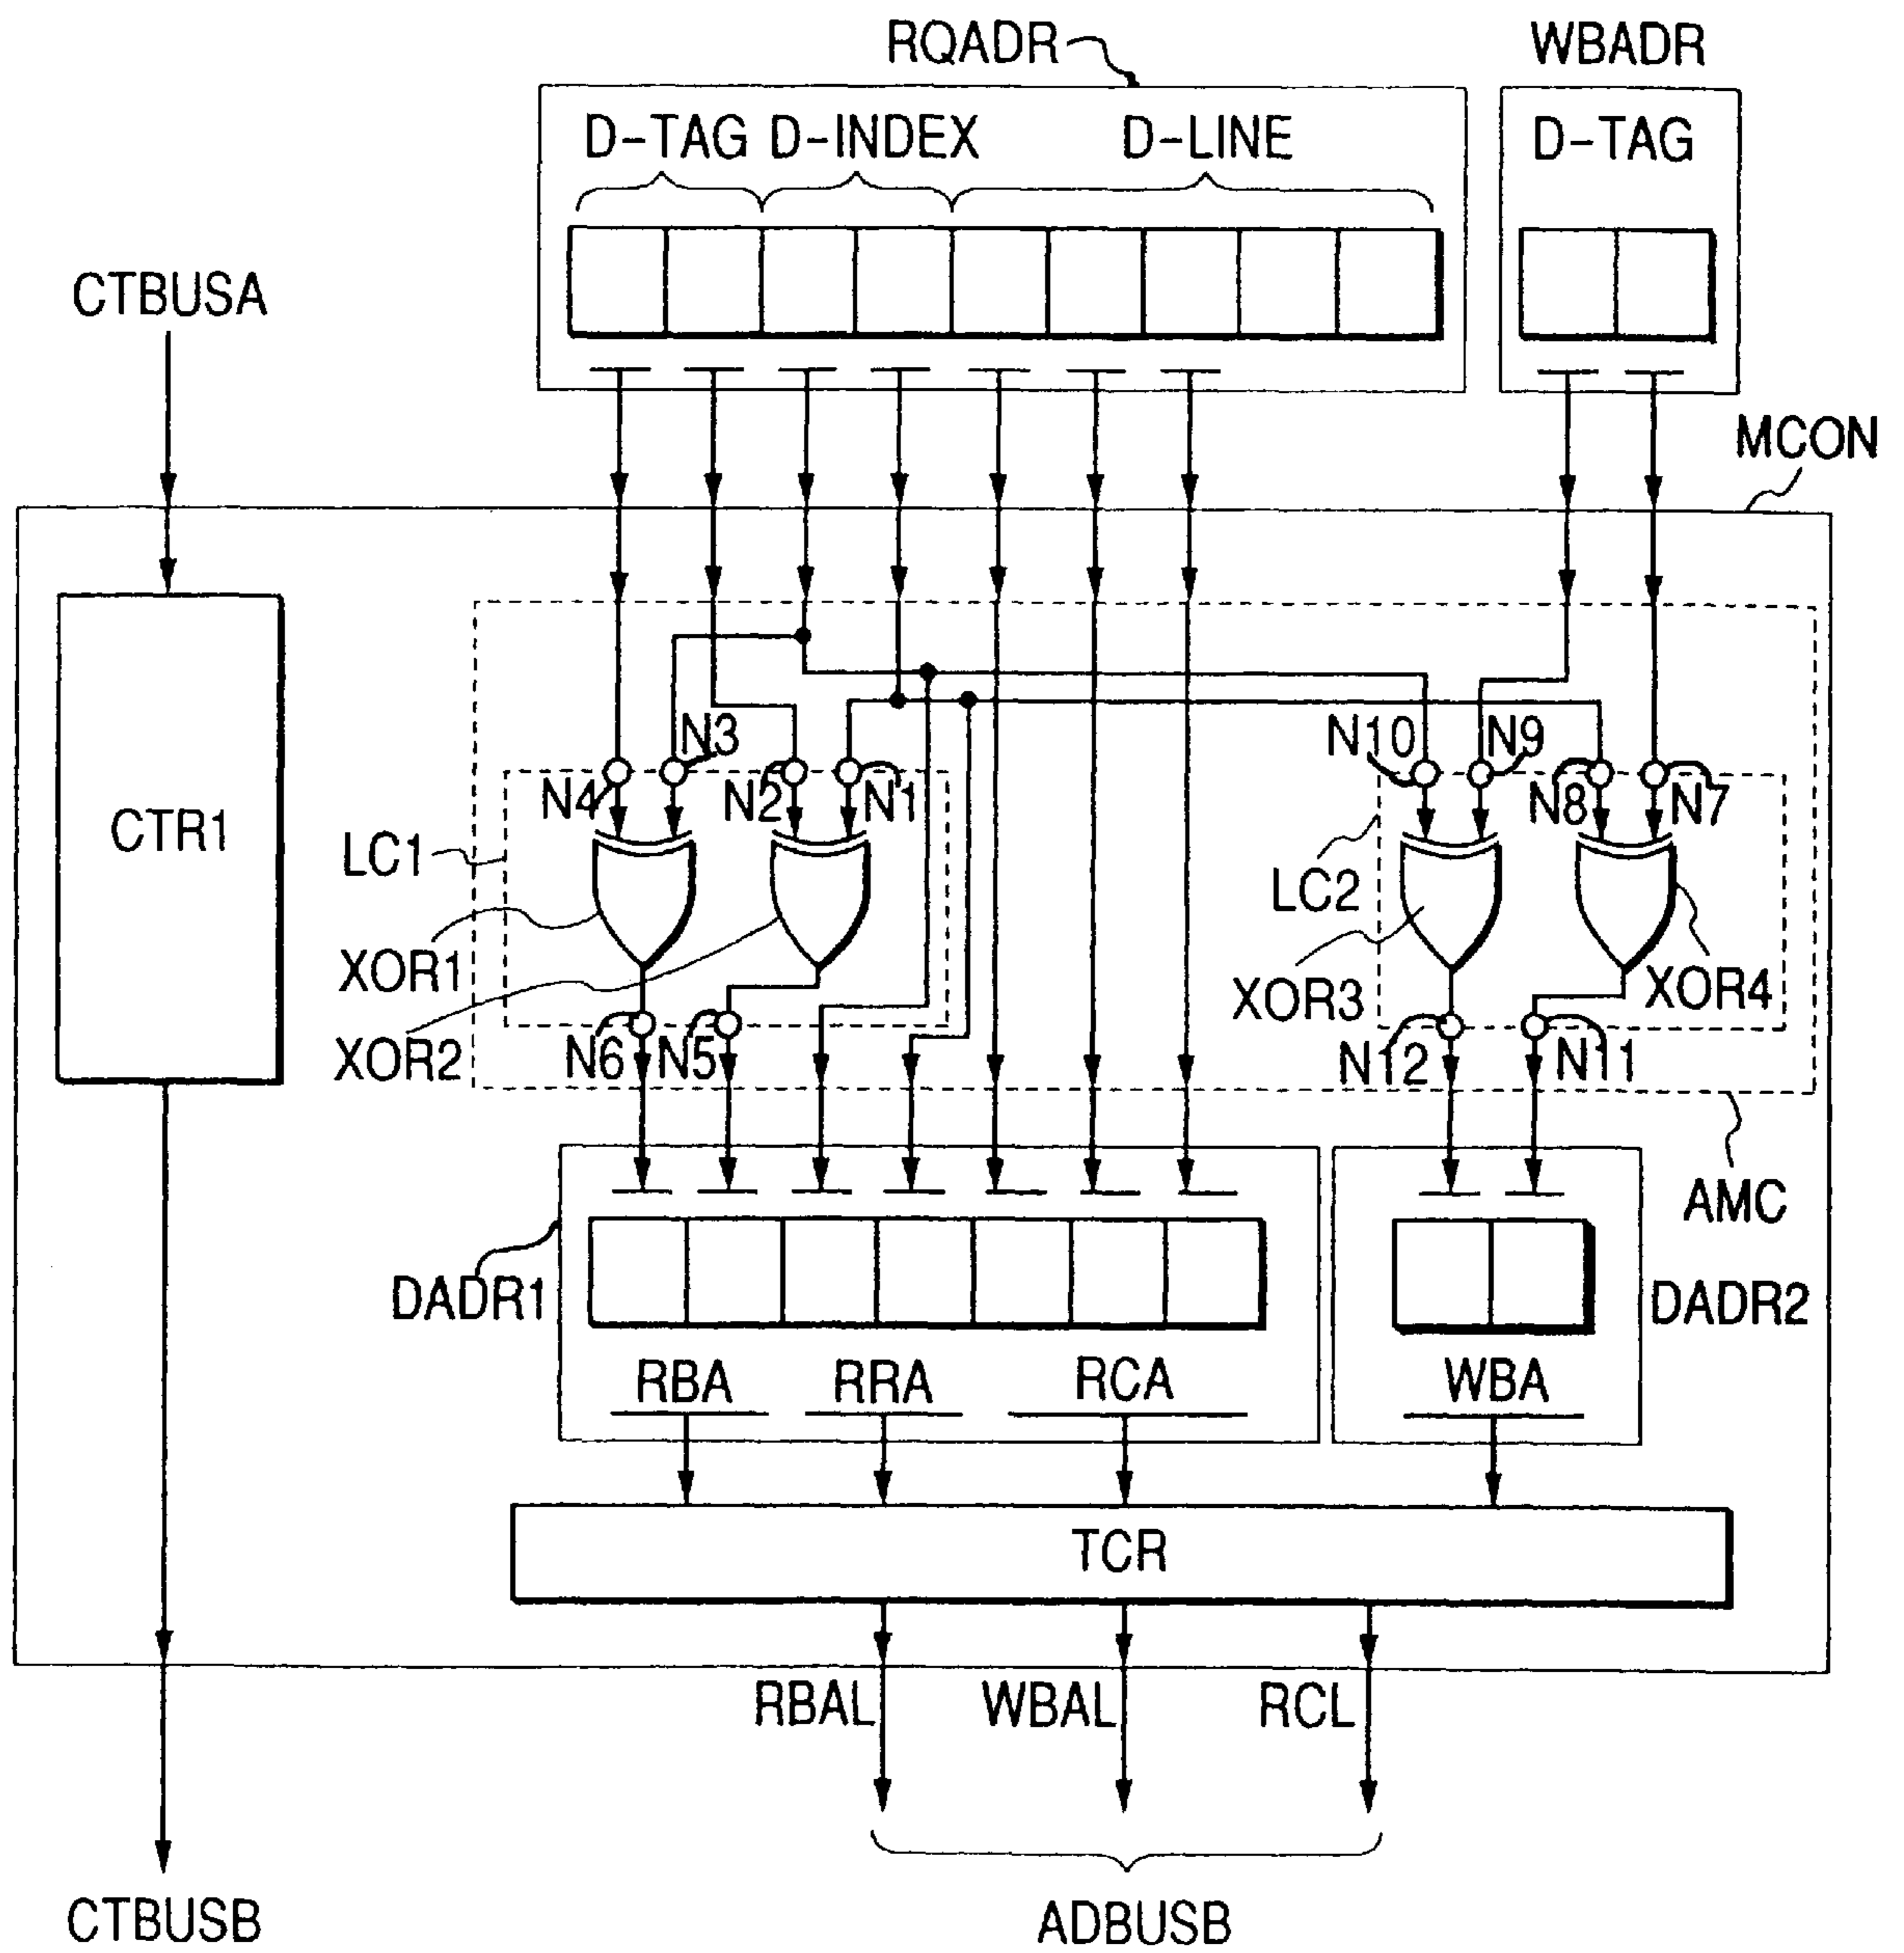 RQADR
WBADR
D-TAG D-INDEX D-LINE
D-TAG
CTBUSA
MCON
N3
N10
N9
N4
N2
N1
N8
N7
CTR1
LC1
LC2
XOR1
XOR3
XOR4
XOR2
N6
N5
N12
N11
AMC
DADR1
DADR2
RBA
RRA
RCA
WBA
TCR
RBAL
WBAL
RCL
CTBUSB
ADBUSB